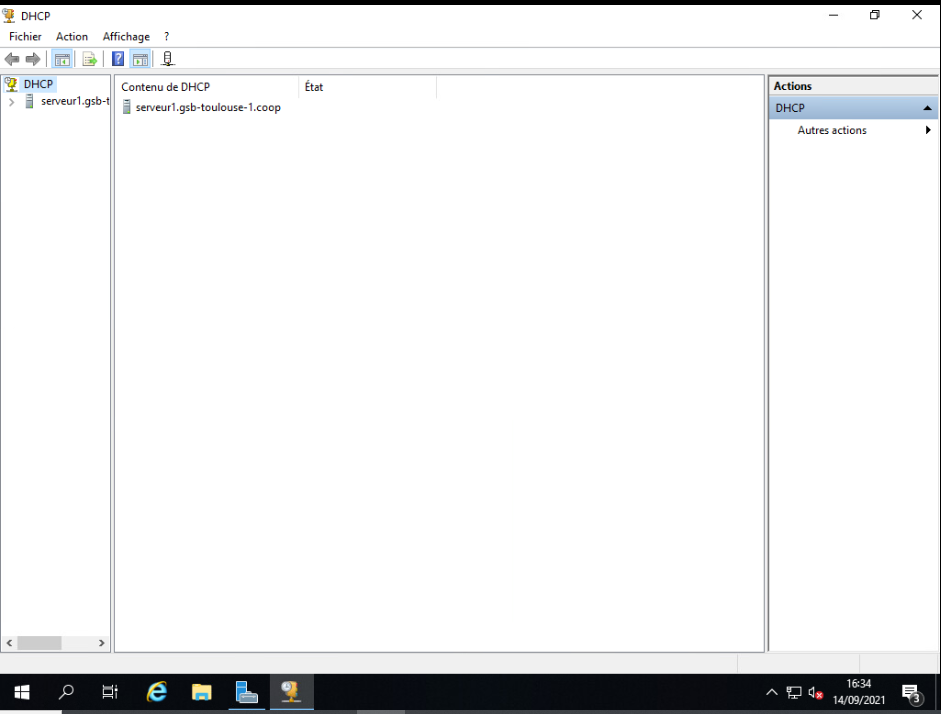 DHCP
Fichier Action Affichage ?
DHCP
serveur1.gsb-t
Contenu de DHCP État
serveur1.gsb-toulouse-1.coop
Actions
DHCP
Autres actions
16:34
14/09/2021
3